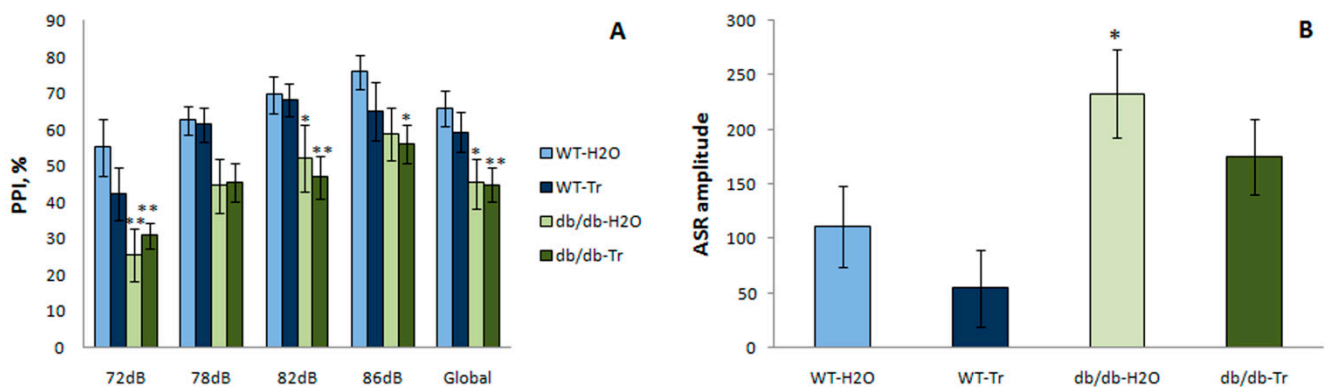 A
PPI, %
90
80
70
60
50
40
30
20
10
0
** ** * ** * * **
72dB 78dB 82dB 86dB Global
WT-H2O
WT-Tr
db/db-H2O
db/db-Tr
B
ASR amplitude
300
250
200
150
100
50
0
*
WT-H2O WT-Tr db/db-H2O db/db-Tr